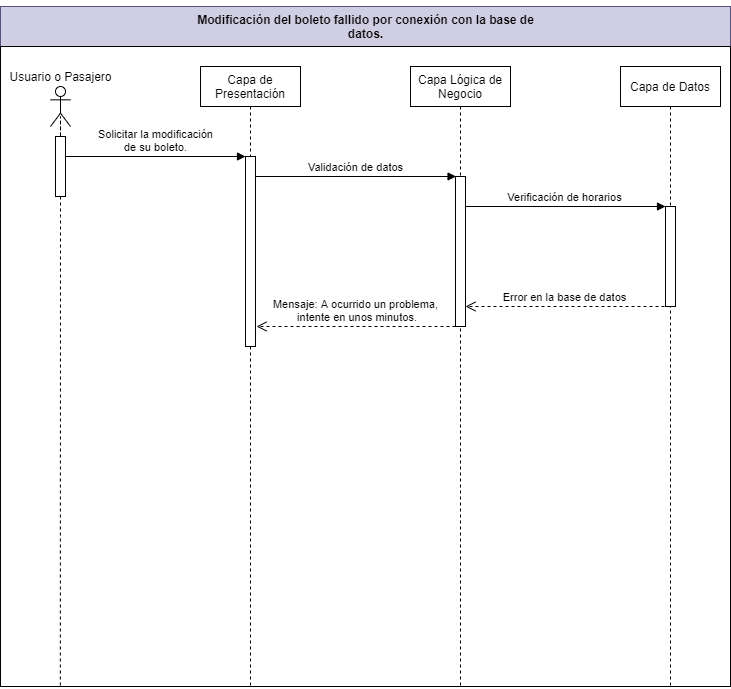 Modificación del boleto fallido por conexión con la base de
datos.
Usuario o Pasajero
Capa de
Presentación
Capa Lógica de
Negocio
Capa de Datos
Solicitar la modificación
de su boleto.
Validación de datos
Verificación de horarios
Error en la base de datos
Mensaje: A ocurrido un problema,
intente en unos minutos.